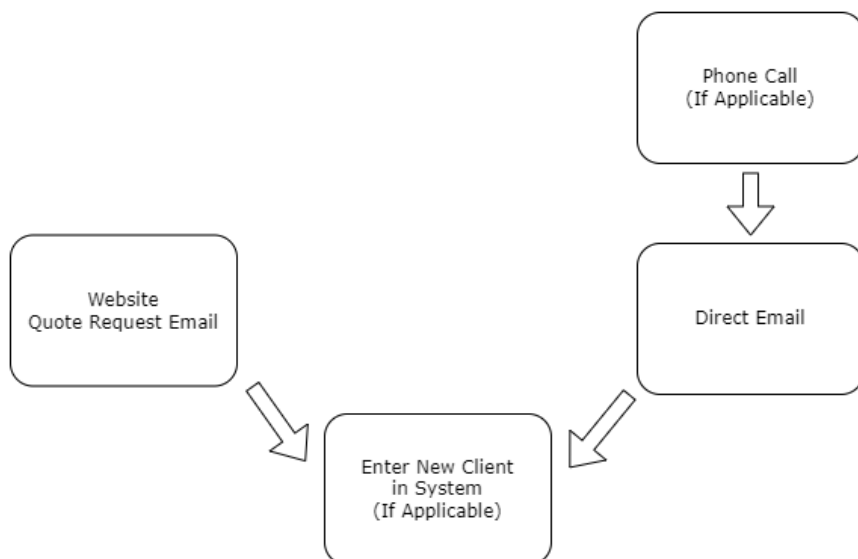 Phone Call
(If Applicable)
Website
Quote Request Email
Direct Email
Enter New Client
in System
(If Applicable)